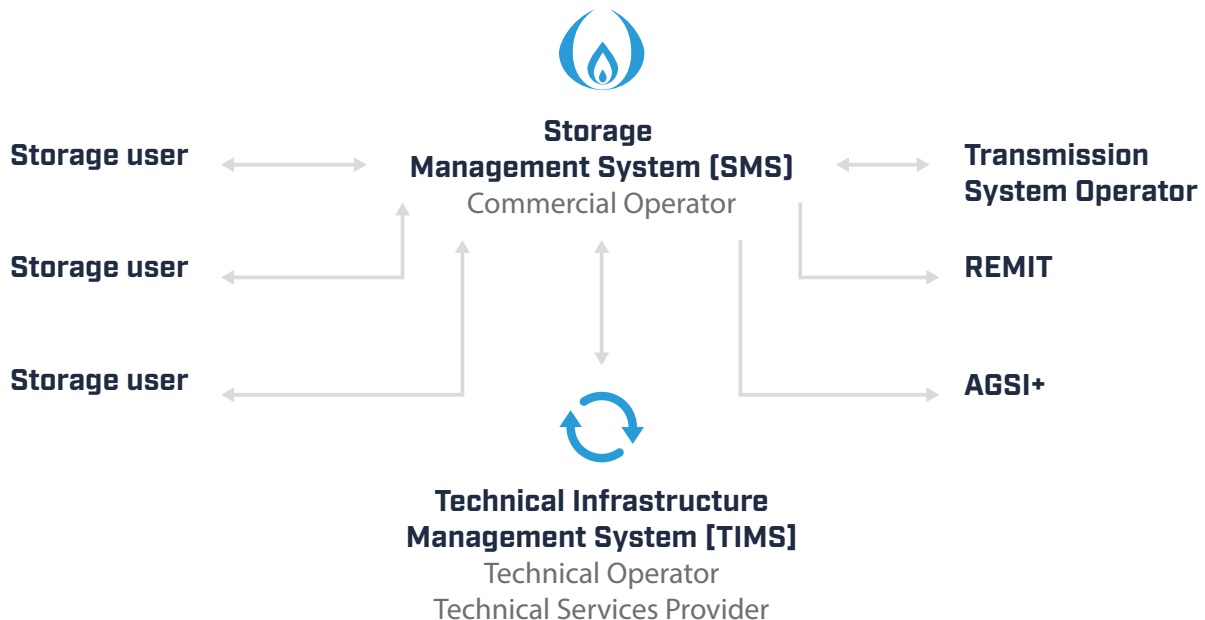 Storage user
Storage user
Storage user
Storage
Management System [SMS]
Commercial Operator
Transmission
System Operator
REMIT
AGSI+
Technical Infrastructure
Management System [TIMS]
Technical Operator
Technical Services Provider